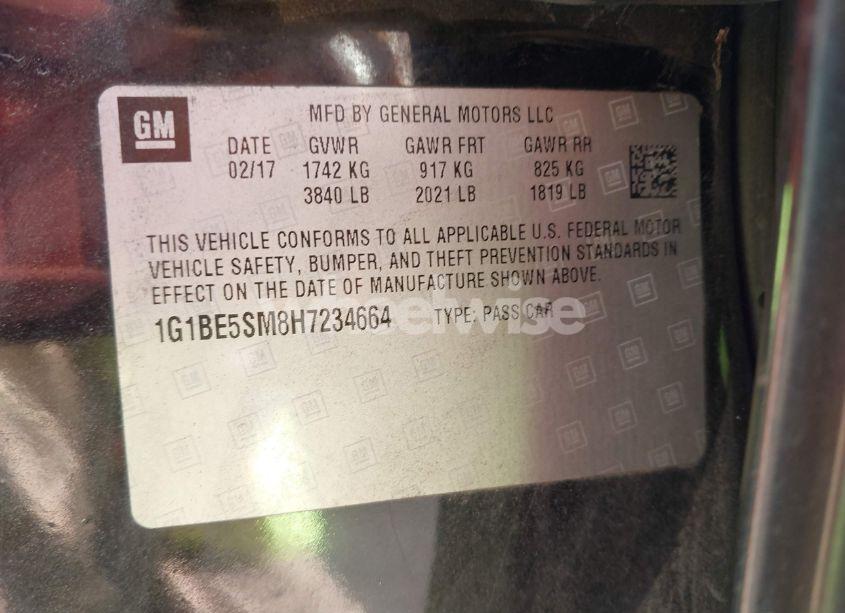 GM
MFD BY GENERAL MOTORS LLC
DATE GVWR GAWR FRT GAWR RR
02/17 1742 KG 917 KG 825 KG
3840 LB 2021 LB 1819 LB
THIS VEHICLE CONFORMS TO ALL APPLICABLE U.S. FEDERAL MOTOR
VEHICLE SAFETY, BUMPER, AND THEFT PREVENTION STANDARDS IN
EFFECT ON THE DATE OF MANUFACTURE SHOWN ABOVE.
1G1BE5SM8H7234664 TYPE: PASS CAR